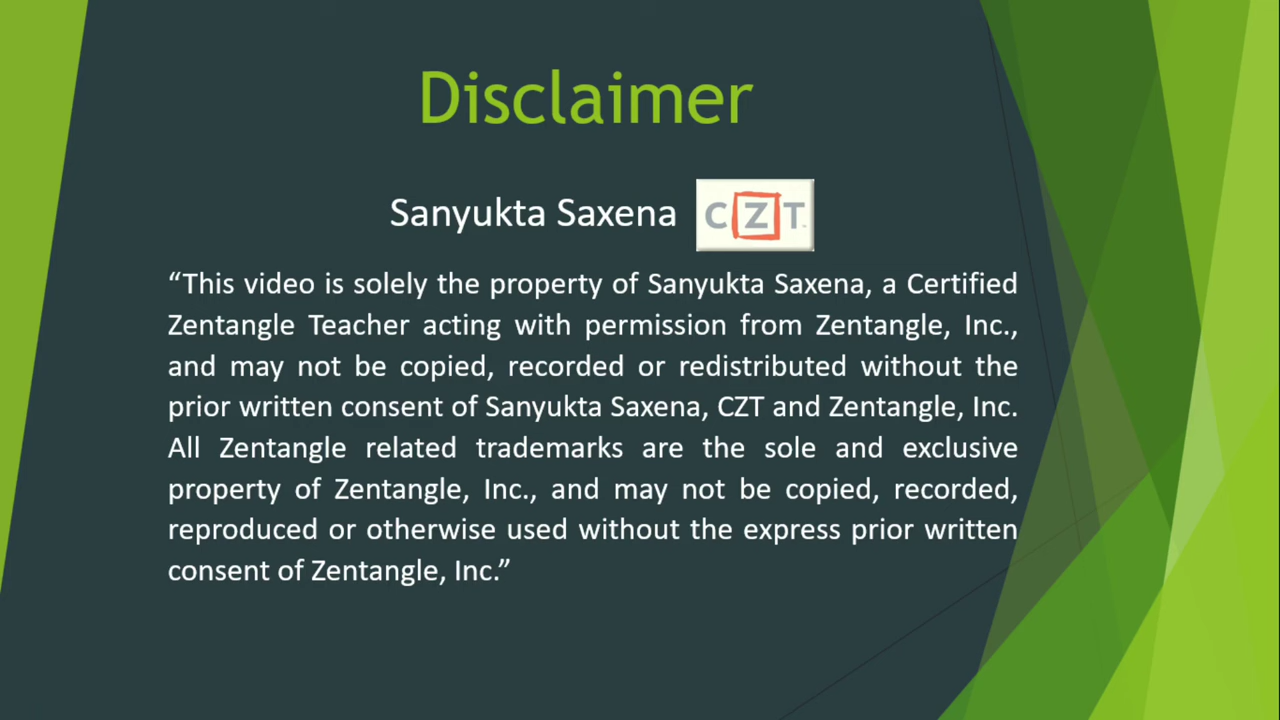 Disclaimer
Sanyukta Saxena CZT™
“This video is solely the property of Sanyukta Saxena, a Certified
Zentangle Teacher acting with permission from Zentangle, Inc.,
and may not be copied, recorded or redistributed without the
prior written consent of Sanyukta Saxena, CZT and Zentangle, Inc.
All Zentangle related trademarks are the sole and exclusive
property of Zentangle, Inc., and may not be copied, recorded,
reproduced or otherwise used without the express prior written
consent of Zentangle, Inc.”